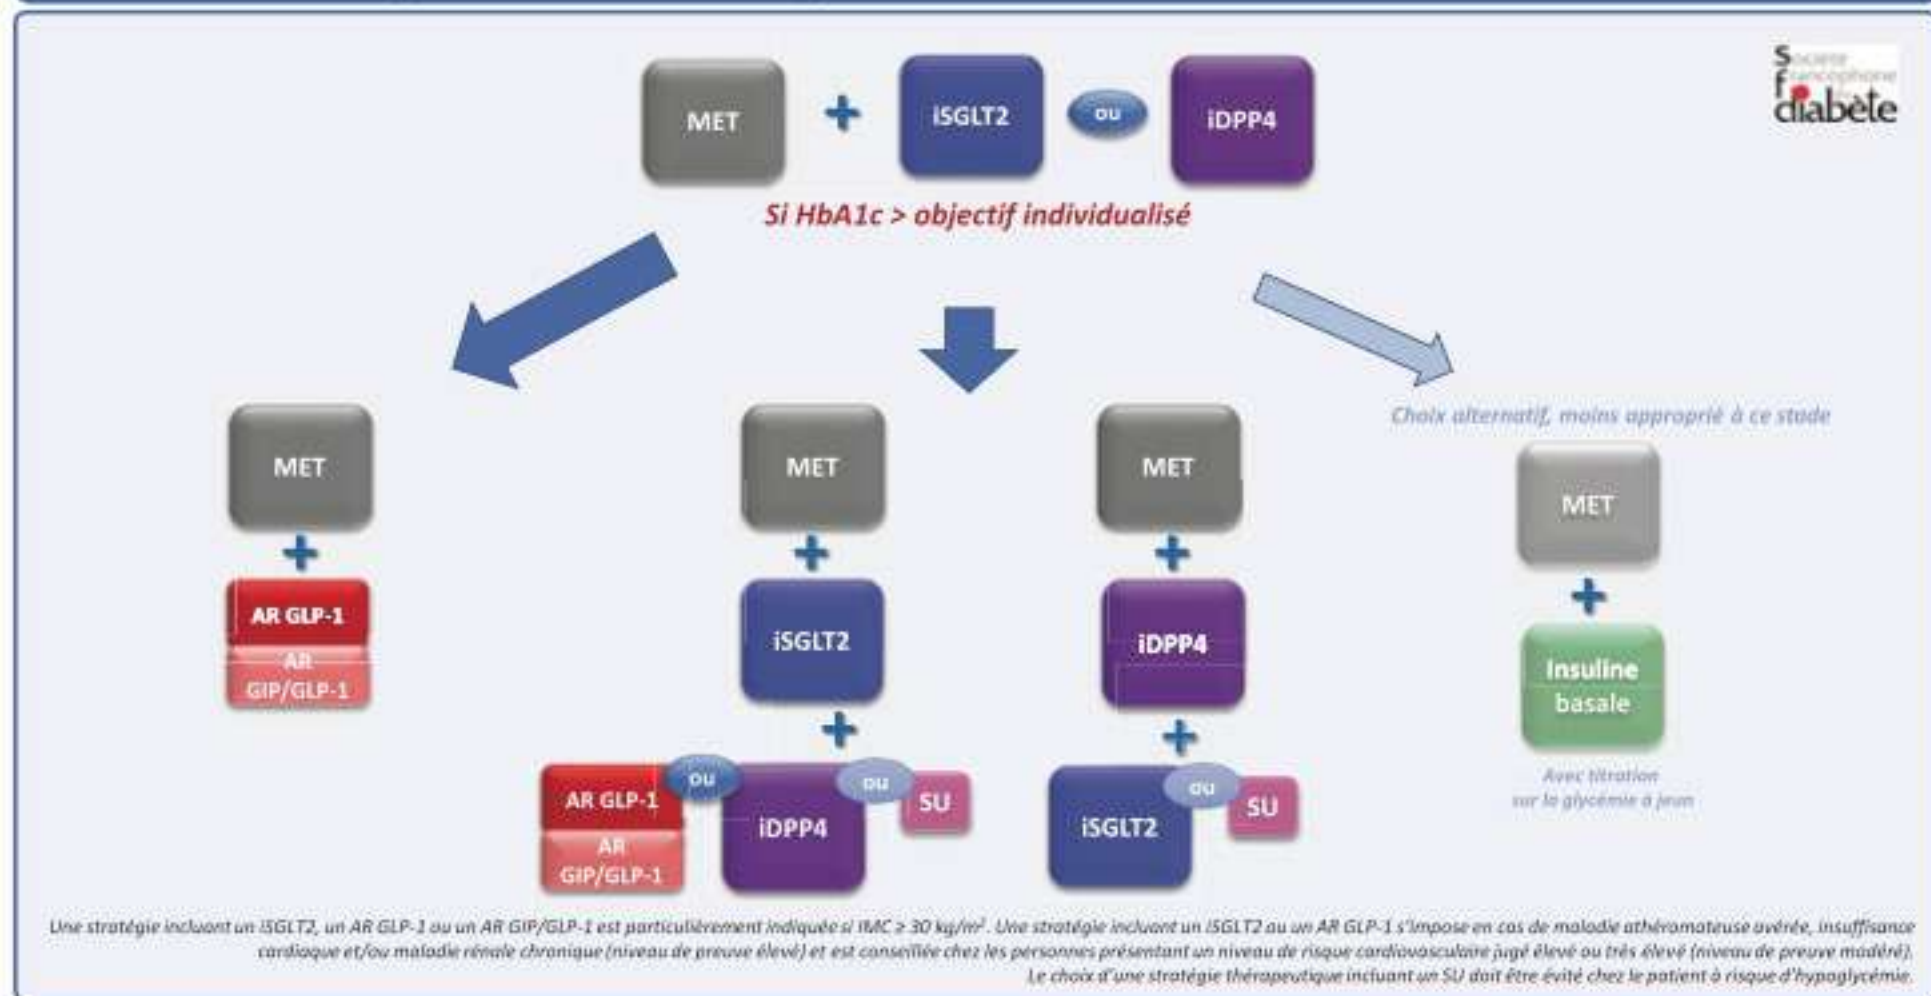 MET
+
iSGLT2
ou
iDPP4
Société
francophone
diabète
Si HbA1c > objectif individualisé
MET
+
AR GLP-1
AR
GIP/GLP-1
MET
+
iSGLT2
+
AR GLP-1
AR
GIP/GLP-1
ou
iDPP4
ou
SU
MET
+
iDPP4
+
iSGLT2
ou
SU
Choix alternatif, moins approprié à ce stade
MET
+
Insuline
basale
Avec titration
sur la glycémie à jeun
Une stratégie incluant un iSGLT2, un AR GLP-1 ou un AR GIP/GLP-1 est particulièrement indiquée si IMC ≥ 30 kg/m². Une stratégie incluant un iSGLT2 ou un AR GLP-1 s'impose en cas de maladie athéromateuse avérée, insuffisance
cardiaque et/ou maladie rénale chronique (niveau de preuve élevé) et est conseillée chez les personnes présentant un niveau de risque cardiovasculaire jugé élevé ou très élevé (niveau de preuve modéré).
Le choix d'une stratégie thérapeutique incluant un SU doit être évité chez le patient à risque d'hypoglycémie.